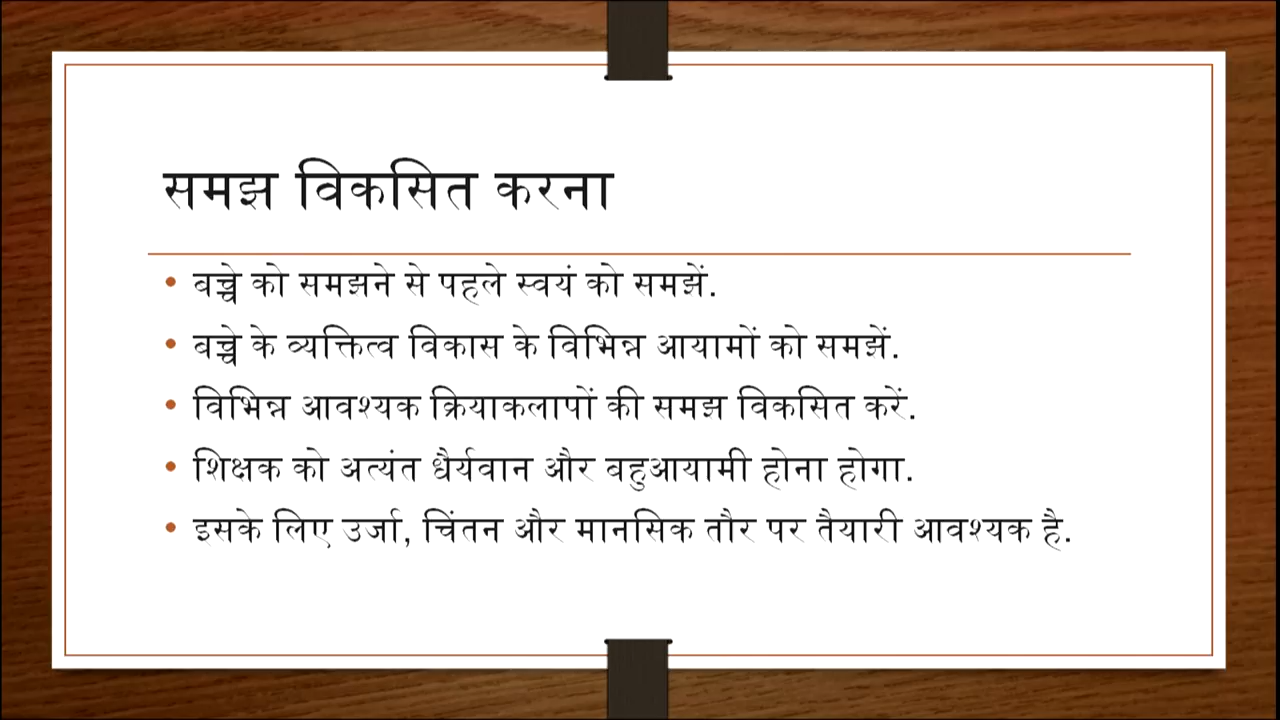 समझ विकसित करना
• बच्चे को समझने से पहले स्वयं को समझें.
• बच्चे के व्यक्तित्व विकास के विभिन्न आयामों को समझें.
• विभिन्न आवश्यक क्रियाकलापों की समझ विकसित करें.
• शिक्षक को अत्यंत धैर्यवान और बहुआयामी होना होगा.
• इसके लिए उर्जा, चिंतन और मानसिक तौर पर तैयारी आवश्यक है.